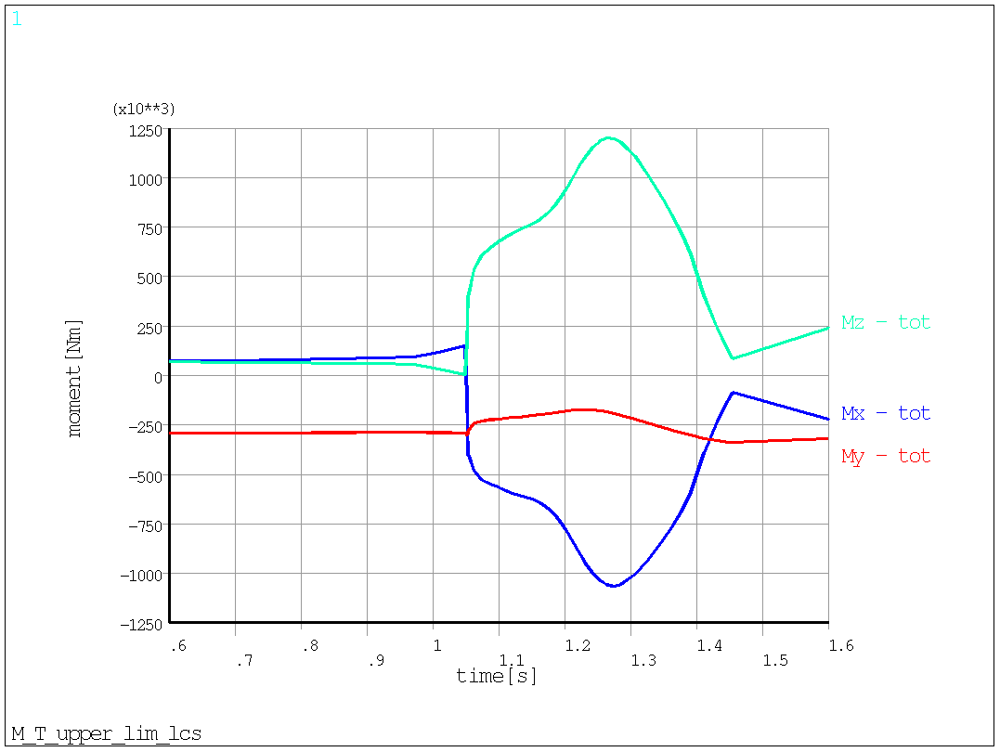 1
(x10**3)
1250
1000
750
500
250
0
-250
-500
-750
-1000
-1250
moment[Nm]
Mz - tot
Mx - tot
My - tot
.6 .8 1 1.2 1.4 1.6
.7 .9 1.1 1.3 1.5
time[s]
M_T_upper_lim_lcs